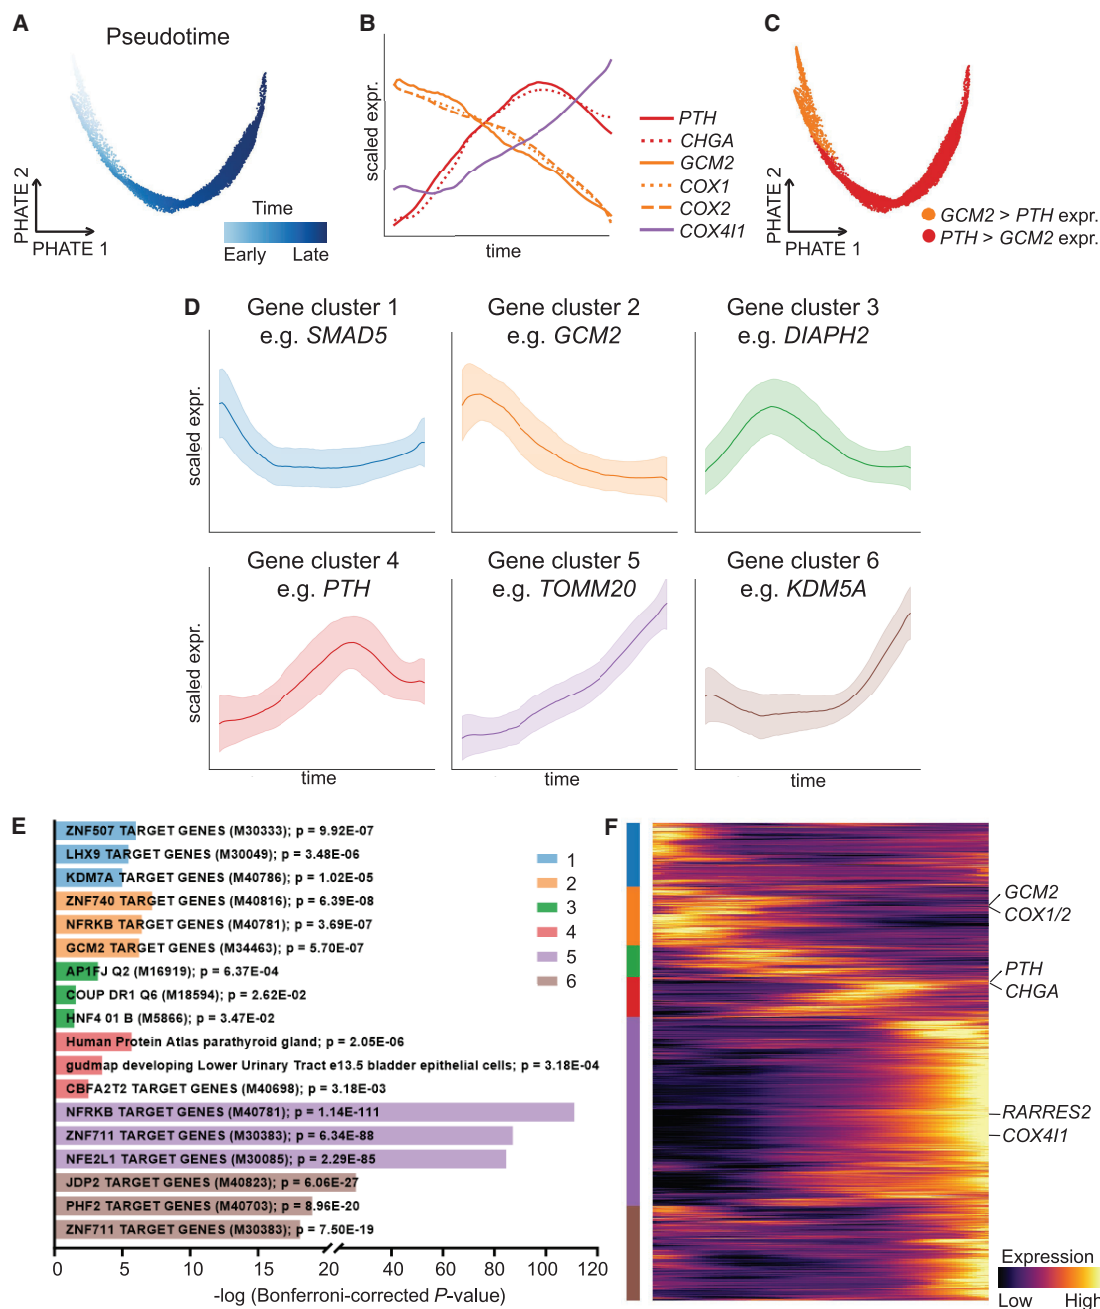 A
Pseudotime
PHATE 2
PHATE 1
Time
Early Late
B
scaled expr.
time
PTH
CHGA
GCM2
COX1
COX2
COX4I1
C
PHATE 2
PHATE 1
GCM2 > PTH expr.
PTH > GCM2 expr.
D
Gene cluster 1
e.g. SMAD5
Gene cluster 2
e.g. GCM2
Gene cluster 3
e.g. DIAPH2
scaled expr.
Gene cluster 4
e.g. PTH
Gene cluster 5
e.g. TOMM20
Gene cluster 6
e.g. KDM5A
scaled expr.
time
time
time
E
ZNF507 TARGET GENES (M30333); p = 9.92E-07
LHX9 TARGET GENES (M30049); p = 3.48E-06
KDM7A TARGET GENES (M40786); p = 1.02E-05
ZNF740 TARGET GENES (M40816); p = 6.39E-08
NFRKB TARGET GENES (M40781); p = 3.69E-07
GCM2 TARGET GENES (M34463); p = 5.70E-07
AP1FJ Q2 (M16919); p = 6.37E-04
COUP DR1 Q6 (M18594); p = 2.62E-02
HNF4 01 B (M5866); p = 3.47E-02
Human Protein Atlas parathyroid gland; p = 2.05E-06
gudmap developing Lower Urinary Tract e13.5 bladder epithelial cells; p = 3.18E-04
CBFA2T2 TARGET GENES (M40698); p = 3.18E-03
NFRKB TARGET GENES (M40781); p = 1.14E-111
ZNF711 TARGET GENES (M30383); p = 6.34E-88
NFE2L1 TARGET GENES (M30085); p = 2.29E-85
JDP2 TARGET GENES (M40823); p = 6.06E-27
PHF2 TARGET GENES (M40703); p = 8.96E-20
ZNF711 TARGET GENES (M30383); p = 7.50E-19
1
2
3
4
5
6
0 5 10 15 20 40 60 80 100 120
-log (Bonferroni-corrected P-value)
F
GCM2
COX1/2
PTH
CHGA
RARRES2
COX4I1
Expression
Low High